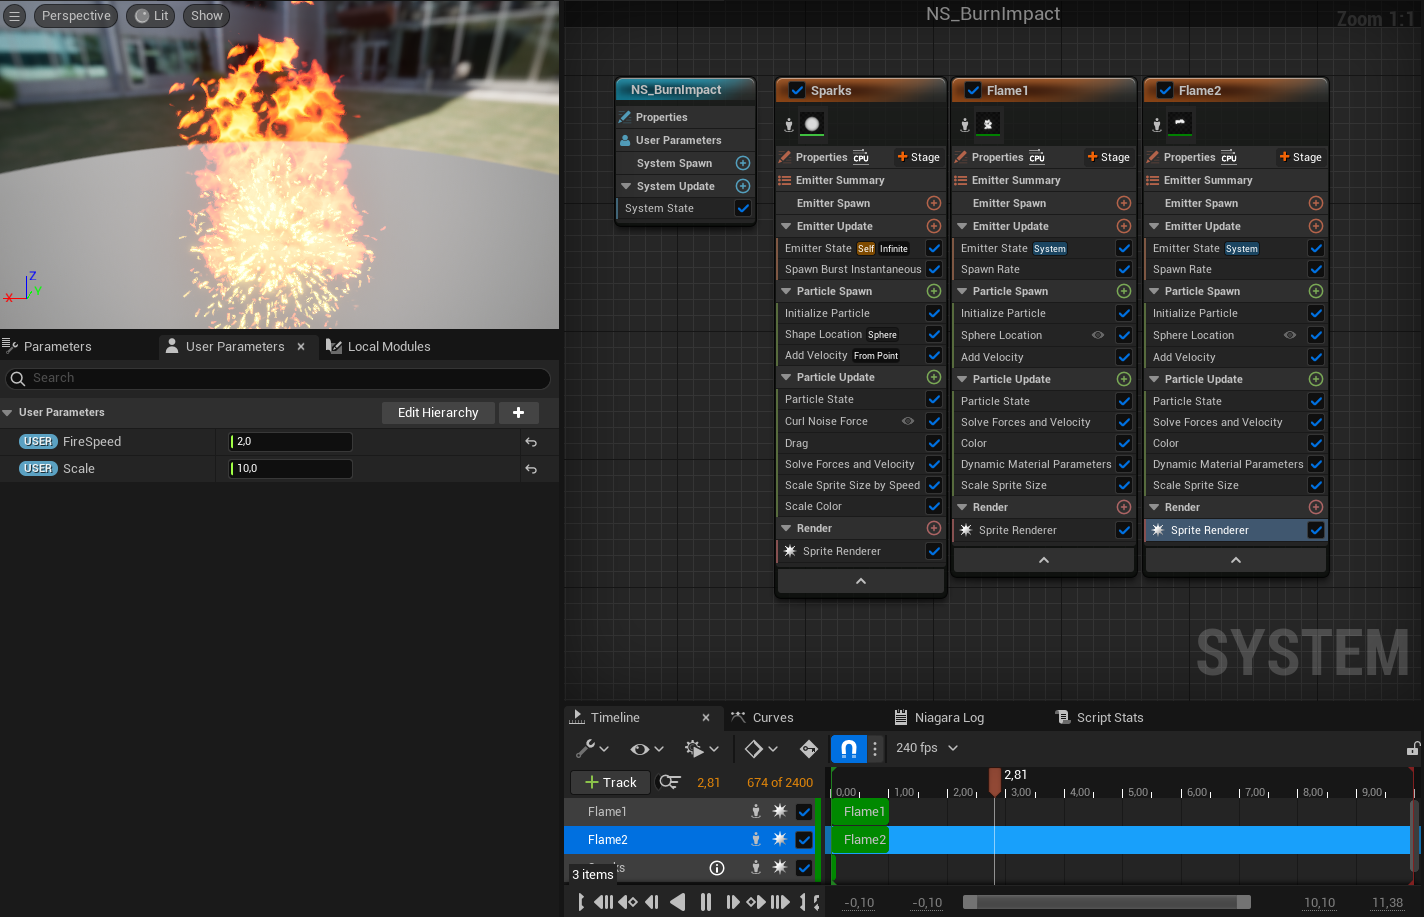 Perspective
Lit
Show
X
Y
Z
Parameters
User Parameters
Local Modules
Search
User Parameters
Edit Hierarchy
USER FireSpeed 2,0
USER Scale 10,0
NS_BurnImpact
Zoom 1:1
NS_BurnImpact
Properties
User Parameters
System Spawn
System Update
System State
Sparks
Properties CPU Stage
Emitter Summary
Emitter Spawn
Emitter Update
Emitter State Self Infinite
Spawn Burst Instantaneous
Particle Spawn
Initialize Particle
Shape Location Sphere
Add Velocity From Point
Particle Update
Particle State
Curl Noise Force
Drag
Solve Forces and Velocity
Scale Sprite Size by Speed
Scale Color
Render
Sprite Renderer
Flame1
Properties CPU Stage
Emitter Summary
Emitter Spawn
Emitter Update
Emitter State System
Spawn Rate
Particle Spawn
Initialize Particle
Sphere Location
Add Velocity
Particle Update
Particle State
Solve Forces and Velocity
Color
Dynamic Material Parameters
Scale Sprite Size
Render
Sprite Renderer
Flame2
Properties CPU Stage
Emitter Summary
Emitter Spawn
Emitter Update
Emitter State System
Spawn Rate
Particle Spawn
Initialize Particle
Sphere Location
Add Velocity
Particle Update
Particle State
Solve Forces and Velocity
Color
Dynamic Material Parameters
Scale Sprite Size
Render
Sprite Renderer
SYSTEM
Timeline
Curves
Niagara Log
Script Stats
240 fps
Track
2,81
674 of 2400
2,81
0,00 1,00 2,00 3,00 4,00 5,00 6,00 7,00 8,00 9,00
Flame1 Flame1
Flame2 Flame2
3 items
-0,10 -0,10 10,10 11,38